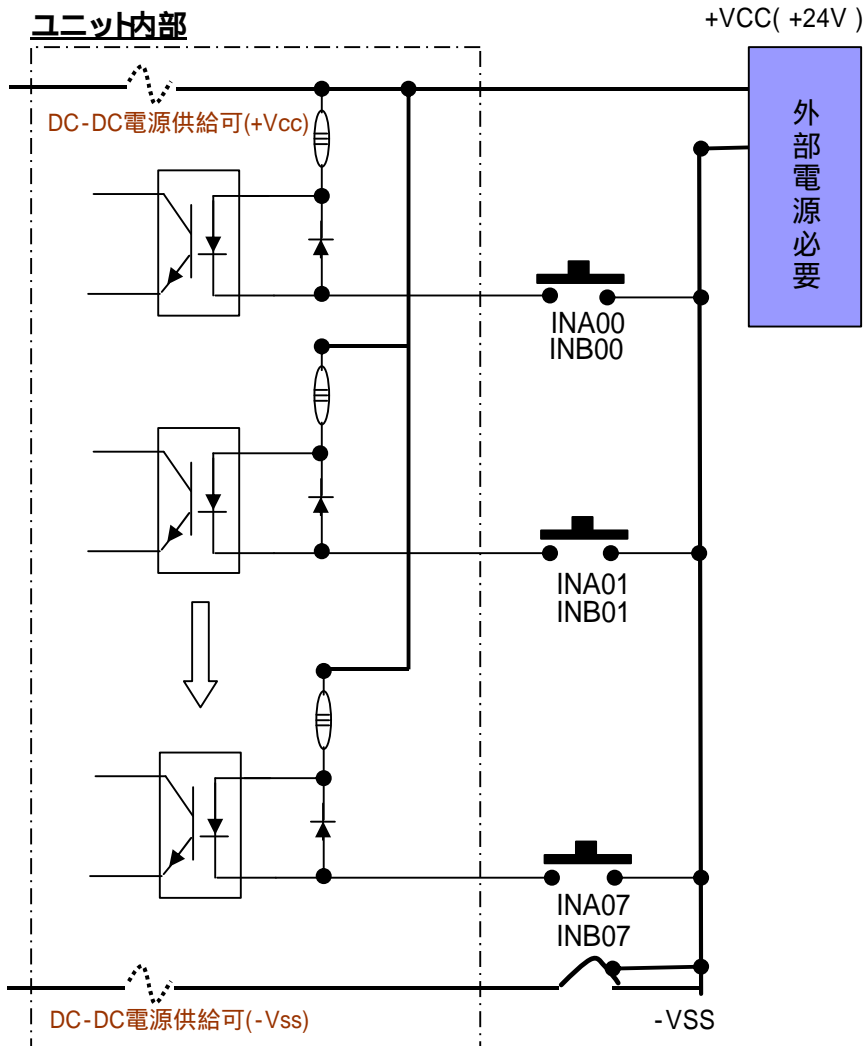 ユニット内部
+VCC( +24V )
DC-DC電源供給可(+Vcc)
外部電源必要
INA00
INB00
INA01
INB01
INA07
INB07
DC-DC電源供給可(-Vss)
-VSS